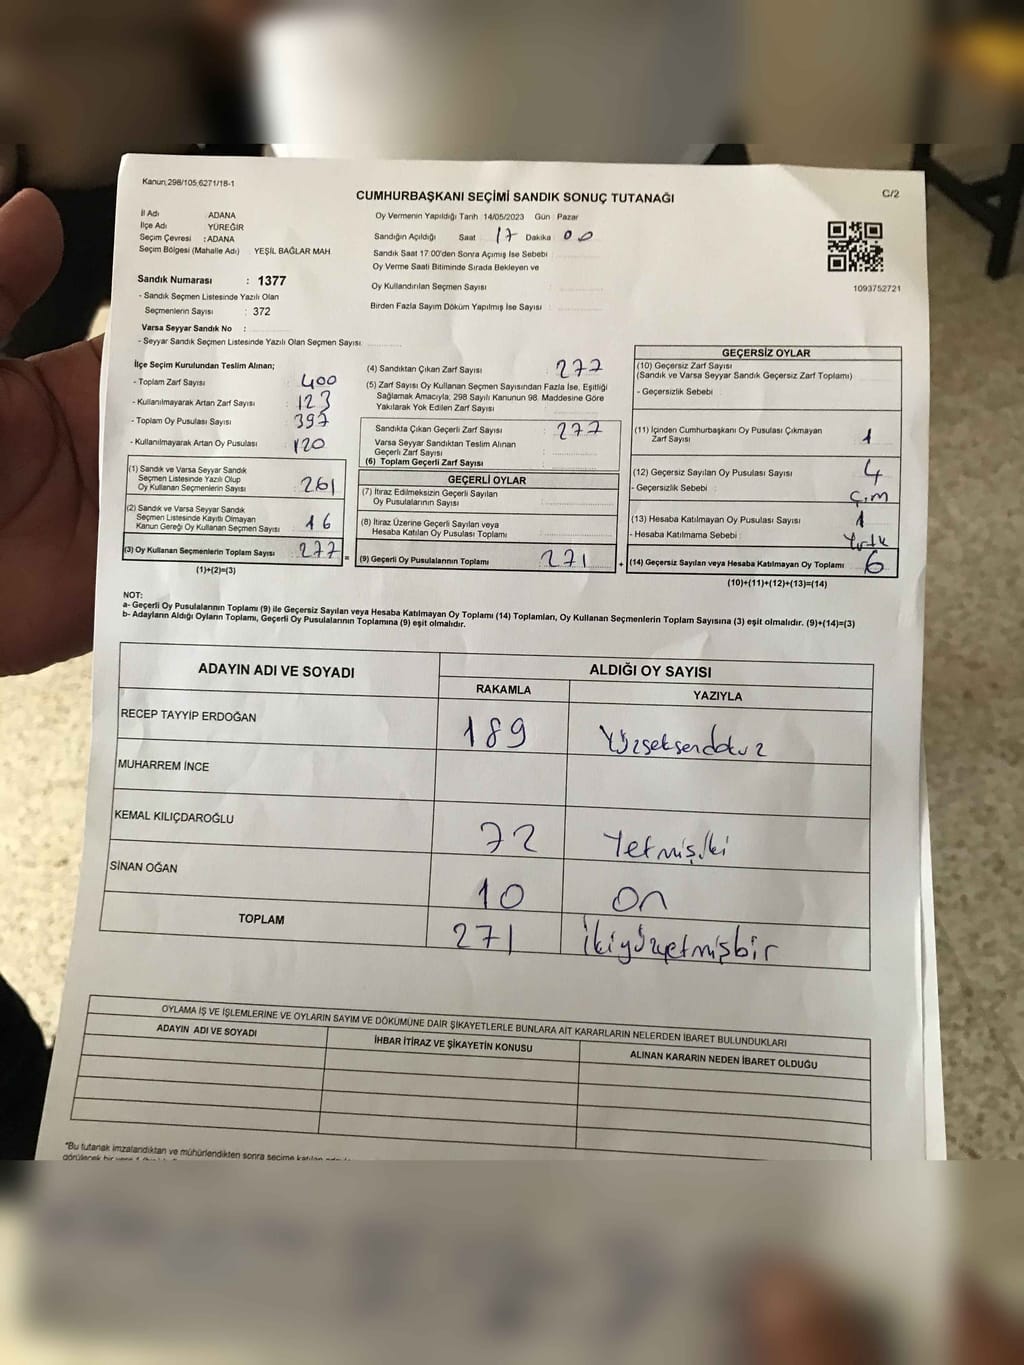 Kanun;298/105;6271/18-1
CUMHURBAŞKANI SEÇİMİ SANDIK SONUÇ TUTANAĞI
C/2
İl Adı : ADANA
İlçe Adı : YÜREĞİR
Seçim Çevresi : ADANA
Seçim Bölgesi (Mahalle Adı) : YEŞİL BAĞLAR MAH
Oy Vermenin Yapıldığı Tarih : 14/05/2023 Gün : Pazar
Sandığın Açıldığı Saat : 17 Dakika : 00
Sandık Saat 17:00'den Sonra Açımış İse Sebebi :
Oy Verme Saati Bitiminde Sırada Bekleyen ve
Oy Kullandırılan Seçmen Sayısı :
Birden Fazla Sayım Döküm Yapılmış İse Sayısı :
1093752721
Sandık Numarası : 1377
- Sandık Seçmen Listesinde Yazılı Olan
Seçmenlerin Sayısı : 372
Varsa Seyyar Sandık No :
- Seyyar Sandık Seçmen Listesinde Yazılı Olan Seçmen Sayısı :
İlçe Seçim Kurulundan Teslim Alınan;
- Toplam Zarf Sayısı : 400
- Kullanılmayarak Artan Zarf Sayısı : 123
- Toplam Oy Pusulası Sayısı : 397
- Kullanılmayarak Artan Oy Pusulası : 120
(1) Sandık ve Varsa Seyyar Sandık
Seçmen Listesinde Yazılı Olup
Oy Kullanan Seçmenlerin Sayısı : 261
(2) Sandık ve Varsa Seyyar Sandık
Seçmen Listesinde Kayıtlı Olmayan
Kanun Gereği Oy Kullanan Seçmen Sayısı : 16
(3) Oy Kullanan Seçmenlerin Toplam Sayısı : 277 =
(1)+(2)=(3)
(4) Sandıktan Çıkan Zarf Sayısı : 277
(5) Zarf Sayısı Oy Kullanan Seçmen Sayısından Fazla İse, Eşitliği
Sağlamak Amacıyla; 298 Sayılı Kanunun 98. Maddesine Göre
Yakılarak Yok Edilen Zarf Sayısı :
Sandıkta Çıkan Geçerli Zarf Sayısı : 277
Varsa Seyyar Sandıktan Teslim Alınan
Geçerli Zarf Sayısı :
(6) Toplam Geçerli Zarf Sayısı :
GEÇERLİ OYLAR
(7) İtiraz Edilmeksizin Geçerli Sayılan
Oy Pusulalarının Sayısı :
(8) İtiraz Üzerine Geçerli Sayılan veya
Hesaba Katılan Oy Pusulaları Toplamı :
(9) Geçerli Oy Pusulalarının Toplamı : 271 +
GEÇERSİZ OYLAR
(10) Geçersiz Zarf Sayısı
(Sandık ve Varsa Seyyar Sandık Geçersiz Zarf Toplamı)
- Geçersizlik Sebebi :
(11) İçinden Cumhurbaşkanı Oy Pusulası Çıkmayan
Zarf Sayısı : 1
(12) Geçersiz Sayılan Oy Pusulası Sayısı : 4
- Geçersizlik Sebebi :
(13) Hesaba Katılmayan Oy Pusulası Sayısı : 1
- Hesaba Katılmama Sebebi : Yırtık
(14) Geçersiz Sayılan veya Hesaba Katılmayan Oy Toplamı : 6
(10)+(11)+(12)+(13)=(14)
NOT:
a- Geçerli Oy Pusulalarının Toplamı (9) ile Geçersiz Sayılan veya Hesaba Katılmayan Oy Toplamı (14) Toplamları, Oy Kullanan Seçmenlerin Toplam Sayısına (3) eşit olmalıdır. (9)+(14)=(3)
b- Adayların Aldığı Oyların Toplamı, Geçerli Oy Pusulalarının Toplamına (9) eşit olmalıdır.
ADAYIN ADI VE SOYADI
ALDIĞI OY SAYISI
RAKAMLA YAZIYLA
RECEP TAYYİP ERDOĞAN 189 Yüzseksendokuz
MUHARREM İNCE
KEMAL KILIÇDAROĞLU 72 Yetmişiki
SİNAN OĞAN 10 On
TOPLAM 271 İkiyüzyetmişbir
OYLAMA İŞ VE İŞLEMLERİNE VE OYLARIN SAYIM VE DÖKÜMÜNE DAİR ŞİKAYETLERLE BUNLARA AİT KARARLARIN NELERDEN İBARET BULUNDUKLARI
ADAYIN ADI VE SOYADI İHBAR İTİRAZ VE ŞİKAYETİN KONUSU ALINAN KARARIN NEDEN İBARET OLDUĞU
*Bu tutanak imzalandıktan ve mühürlendikten sonra seçime katılan